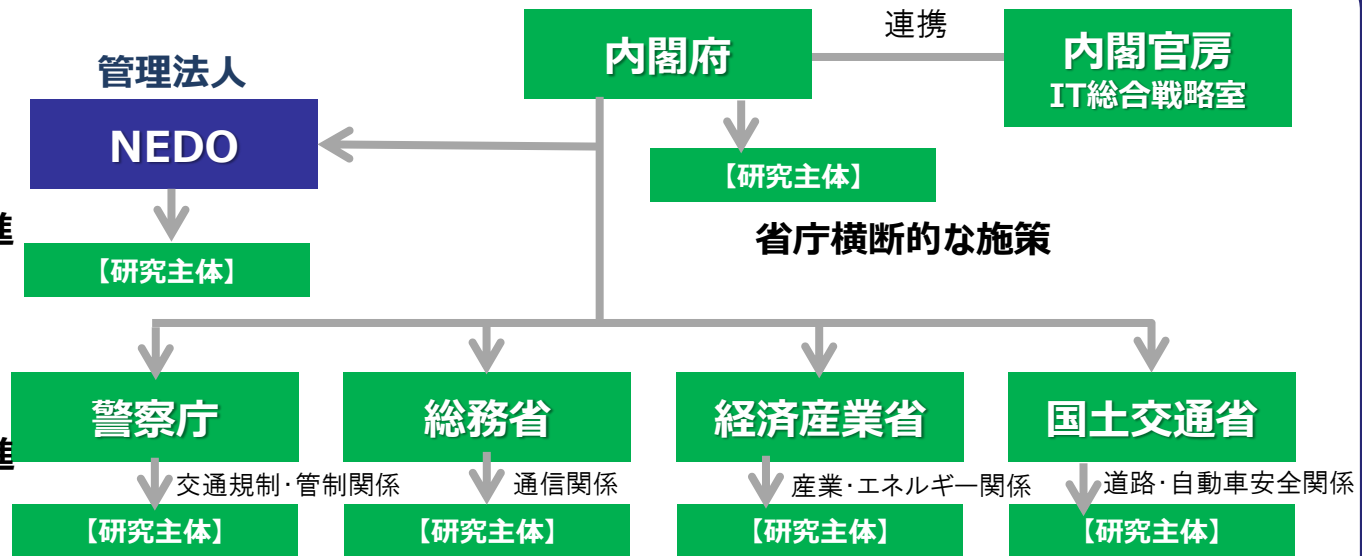 内閣府
連携
内閣官房
IT総合戦略室
管理法人
NEDO
【研究主体】
進
【研究主体】
省庁横断的な施策
警察庁
総務省
経済産業省
国土交通省
進
交通規制･管制関係
通信関係
産業･エネルギー関係
道路･自動車安全関係
【研究主体】
【研究主体】
【研究主体】
【研究主体】